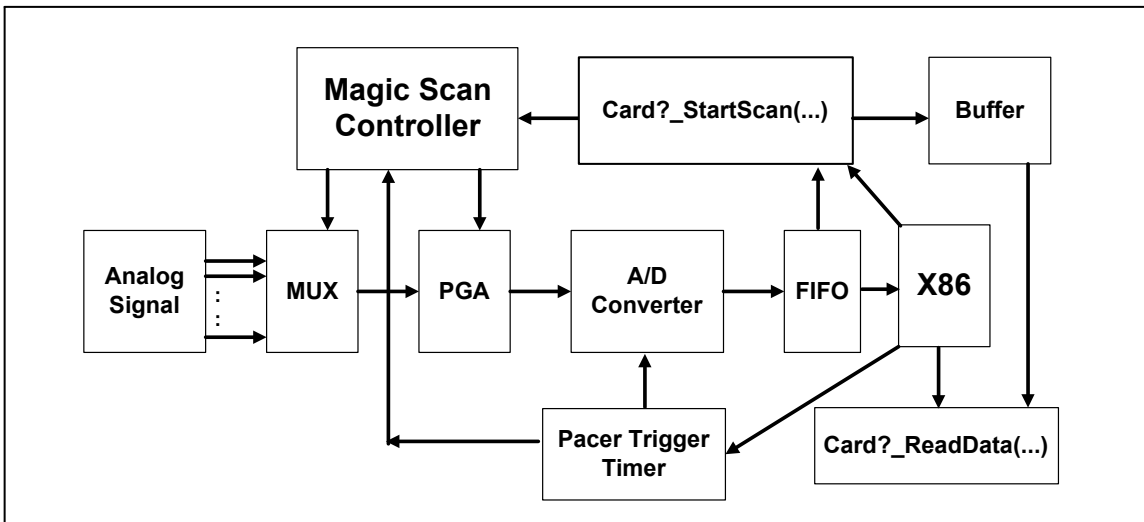 Magic Scan
Controller
Card?_StartScan(...)
Buffer
Analog
Signal
:
:
MUX
PGA
A/D
Converter
FIFO
X86
Pacer Trigger
Timer
Card?_ReadData(...)